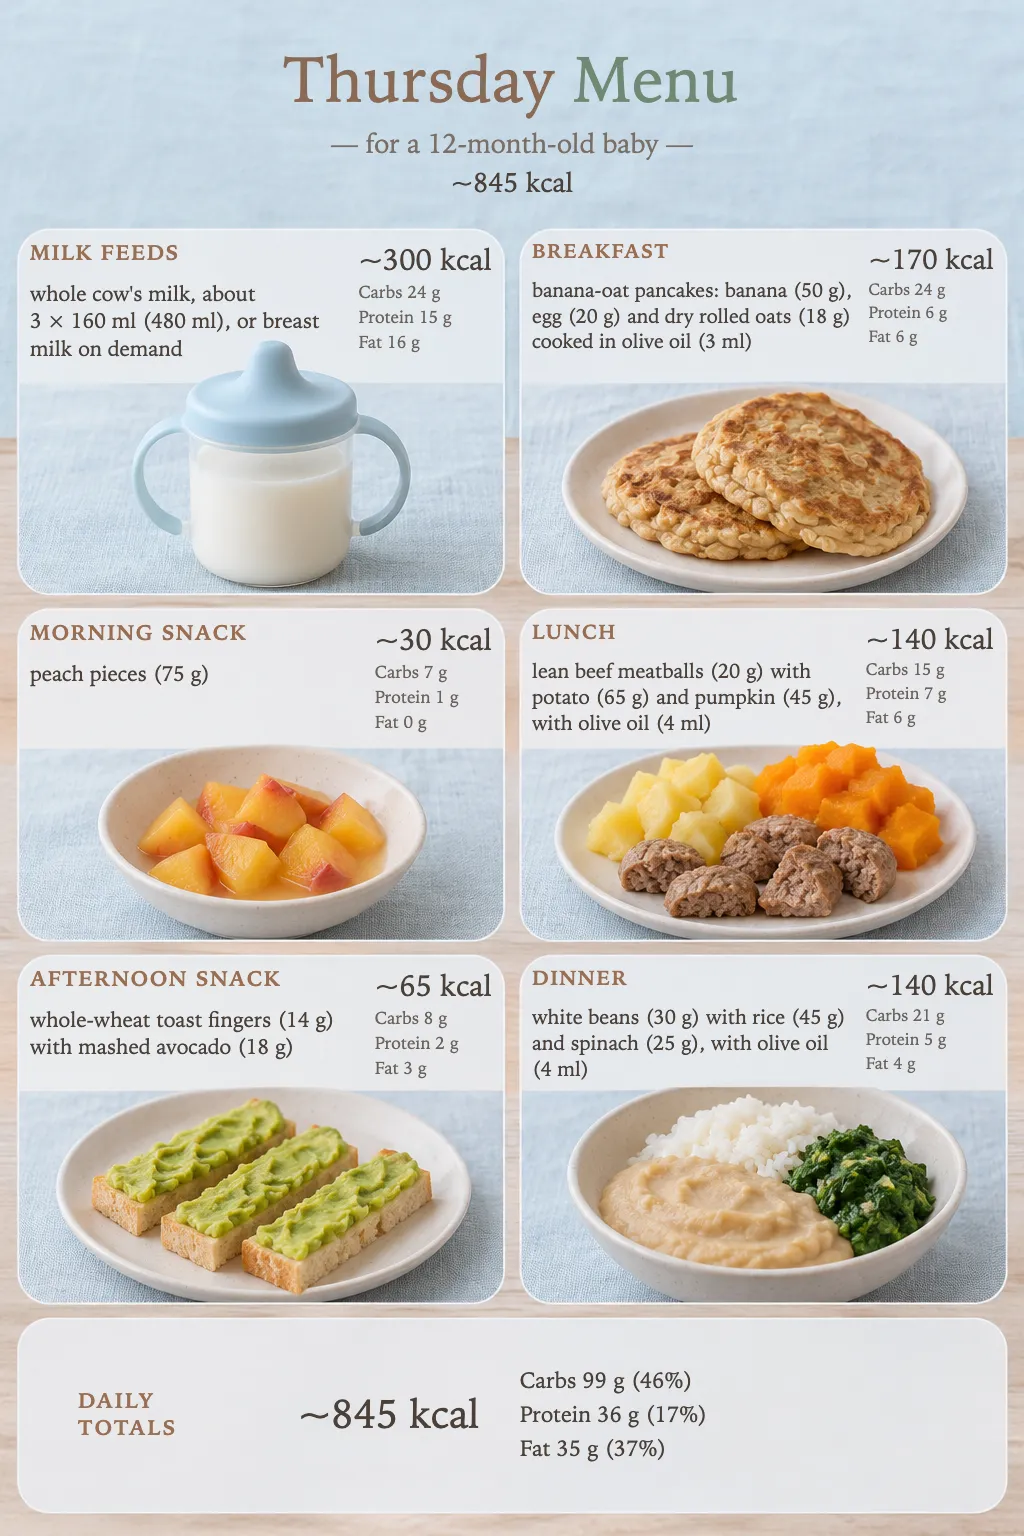 Thursday Menu
— for a 12-month-old baby —
~845 kcal
MILK FEEDS
whole cow's milk, about
3 × 160 ml (480 ml), or breast
milk on demand
~300 kcal
Carbs 24 g
Protein 15 g
Fat 16 g
BREAKFAST
banana-oat pancakes: banana (50 g),
egg (20 g) and dry rolled oats (18 g)
cooked in olive oil (3 ml)
~170 kcal
Carbs 24 g
Protein 6 g
Fat 6 g
MORNING SNACK
peach pieces (75 g)
~30 kcal
Carbs 7 g
Protein 1 g
Fat 0 g
LUNCH
lean beef meatballs (20 g) with
potato (65 g) and pumpkin (45 g),
with olive oil (4 ml)
~140 kcal
Carbs 15 g
Protein 7 g
Fat 6 g
AFTERNOON SNACK
whole-wheat toast fingers (14 g)
with mashed avocado (18 g)
~65 kcal
Carbs 8 g
Protein 2 g
Fat 3 g
DINNER
white beans (30 g) with rice (45 g)
and spinach (25 g), with olive oil
(4 ml)
~140 kcal
Carbs 21 g
Protein 5 g
Fat 4 g
DAILY
TOTALS
~845 kcal
Carbs 99 g (46%)
Protein 36 g (17%)
Fat 35 g (37%)